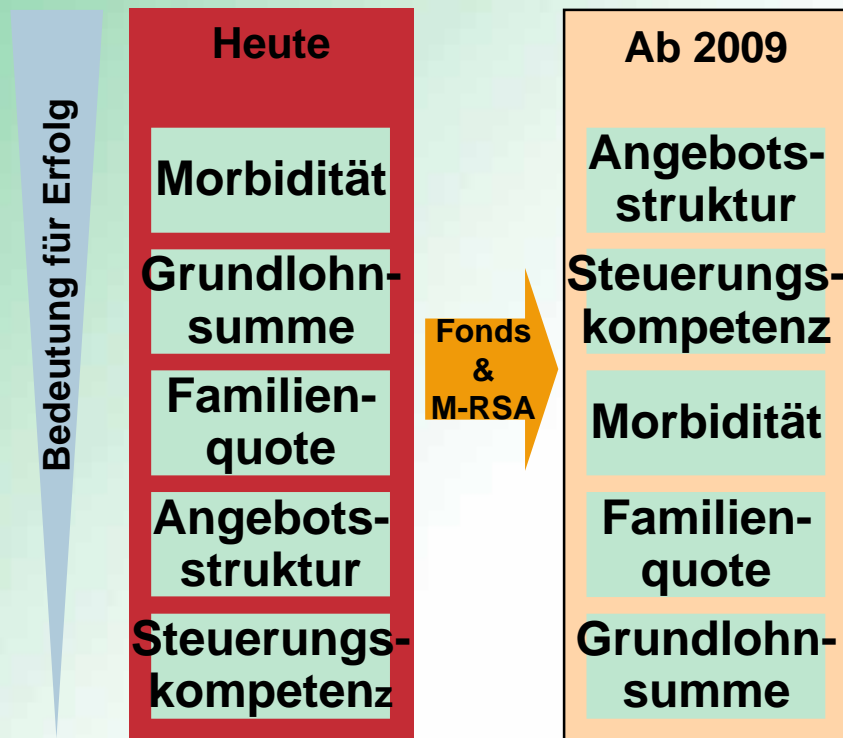 Bedeutung für Erfolg
Heute
Morbidität
Grundlohn-
summe
Familien-
quote
Angebots-
struktur
Steuerungs-
kompetenz
Fonds
&
M-RSA
Ab 2009
Angebots-
struktur
Steuerungs-
kompetenz
Morbidität
Familien-
quote
Grundlohn-
summe